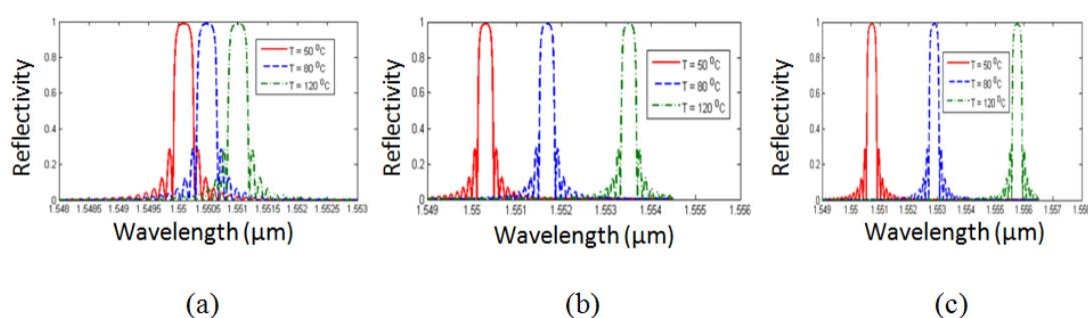 1
0.8
0.6
0.4
0.2
0
Reflectivity
T = 50 ⁰C
T = 80 ⁰C
T = 120 ⁰C
1.548 1.5485 1.549 1.5495 1.55 1.5505 1.551 1.5515 1.552 1.5525 1.553
Wavelength (µm)
(a)
1
0.8
0.6
0.4
0.2
0
Reflectivity
T = 50 ⁰C
T = 80 ⁰C
T = 120 ⁰C
1.549 1.55 1.551 1.552 1.553 1.554 1.555 1.556
Wavelength (µm)
(b)
1
0.8
0.6
0.4
0.2
0
Reflectivity
T = 50 ⁰C
T = 80 ⁰C
T = 120 ⁰C
1.549 1.55 1.551 1.552 1.553 1.554 1.555 1.556 1.557
Wavelength (µm)
(c)